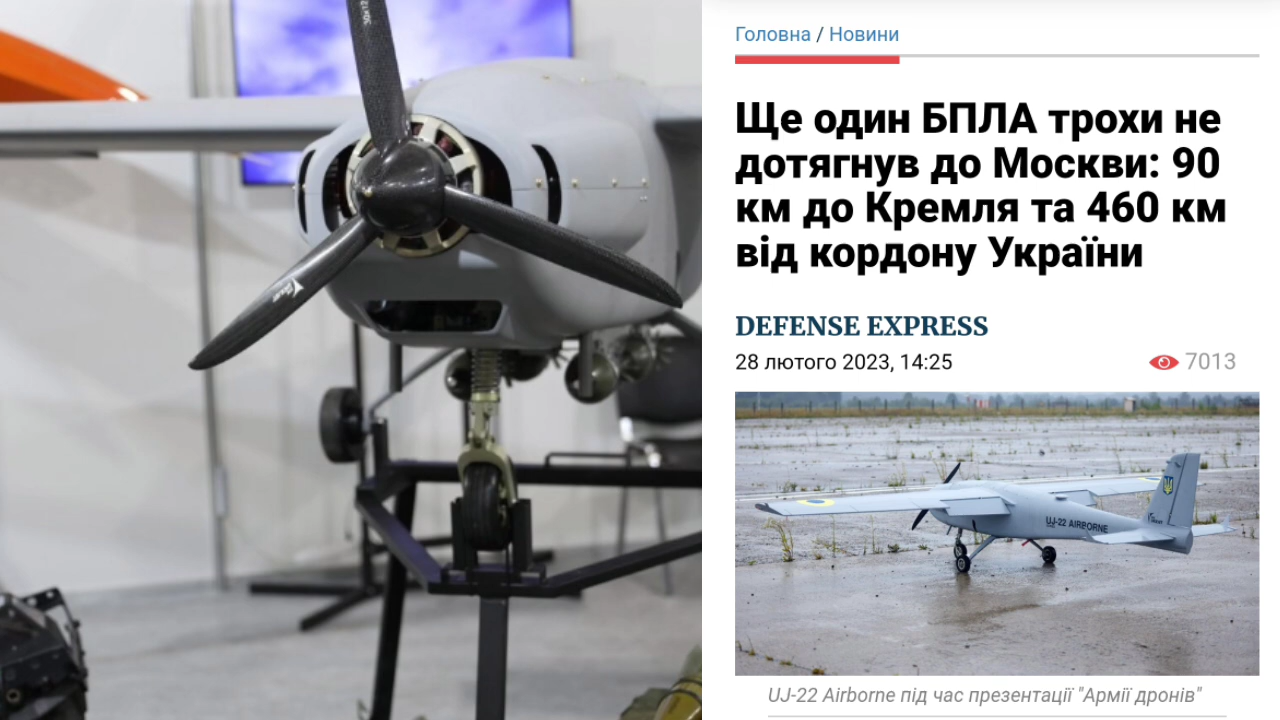 30x12
Головна / Новини
Ще один БПЛА трохи не
дотягнув до Москви: 90
км до Кремля та 460 км
від кордону України
DEFENSE EXPRESS
28 лютого 2023, 14:25
7013
UJ-22 AIRBORNE
UJ-22 Airborne під час презентації "Армії дронів"